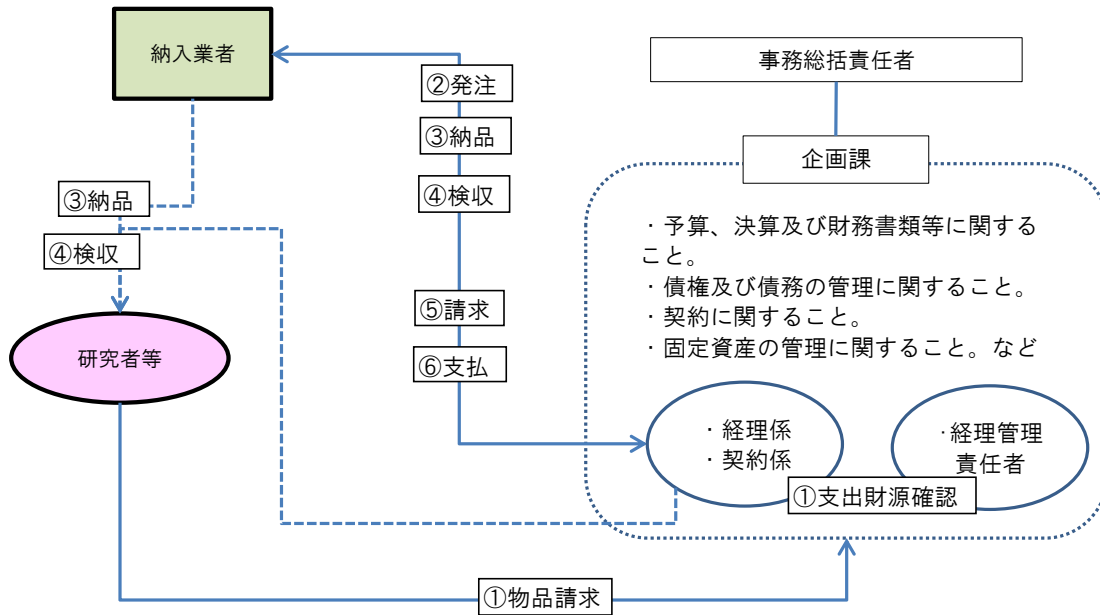 納入業者
事務総括責任者
②発注
③納品
④検収
企画課
③納品
④検収
・予算、決算及び財務書類等に関する
こと。
・債権及び債務の管理に関すること。
・契約に関すること。
・固定資産の管理に関すること。など
⑤請求
⑥支払
研究者等
・経理係
・契約係
・経理管理
責任者
①支出財源確認
①物品請求